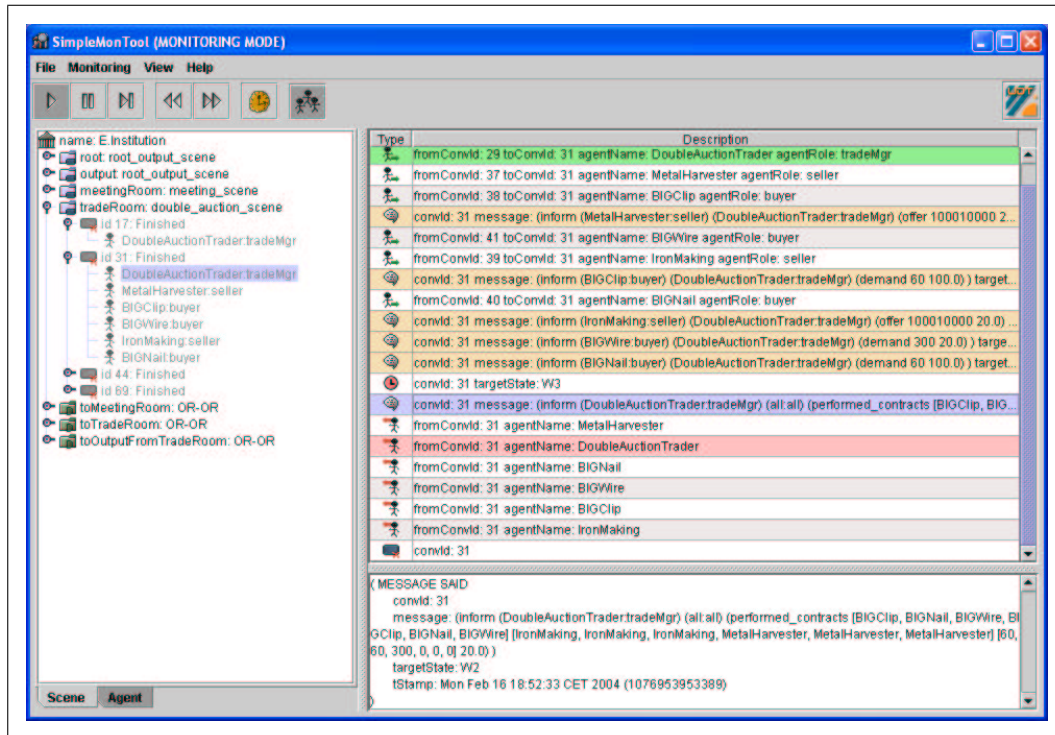 SimpleMonTool (MONITORING MODE)
File Monitoring View Help
name: E.Institution
root: root_output_scene
output: root_output_scene
meetingRoom: meeting_scene
tradeRoom: double_auction_scene
id 17: Finished
DoubleAuctionTrader:tradeMgr
id 31: Finished
DoubleAuctionTrader:tradeMgr
MetalHarvester:seller
BIGClip:buyer
BIGWire:buyer
IronMaking:seller
BIGNail:buyer
id 44: Finished
id 69: Finished
toMeetingRoom: OR-OR
toTradeRoom: OR-OR
toOutputFromTradeRoom: OR-OR
Scene Agent
Type Description
fromConvId: 29 toConvId: 31 agentName: DoubleAuctionTrader agentRole: tradeMgr
fromConvId: 37 toConvId: 31 agentName: MetalHarvester agentRole: seller
fromConvId: 38 toConvId: 31 agentName: BIGClip agentRole: buyer
convId: 31 message: (inform (MetalHarvester:seller) (DoubleAuctionTrader:tradeMgr) (offer 100010000 2...
fromConvId: 41 toConvId: 31 agentName: BIGWire agentRole: buyer
fromConvId: 39 toConvId: 31 agentName: IronMaking agentRole: seller
convId: 31 message: (inform (BIGClip:buyer) (DoubleAuctionTrader:tradeMgr) (demand 60 100.0) ) target...
fromConvId: 40 toConvId: 31 agentName: BIGNail agentRole: buyer
convId: 31 message: (inform (IronMaking:seller) (DoubleAuctionTrader:tradeMgr) (offer 100010000 20.0) ...
convId: 31 message: (inform (BIGWire:buyer) (DoubleAuctionTrader:tradeMgr) (demand 300 20.0) ) targe...
convId: 31 message: (inform (BIGNail:buyer) (DoubleAuctionTrader:tradeMgr) (demand 60 100.0) ) target...
convId: 31 targetState: W3
convId: 31 message: (inform (DoubleAuctionTrader:tradeMgr) (all:all) (performed_contracts [BIGClip, BIG...
fromConvId: 31 agentName: MetalHarvester
fromConvId: 31 agentName: DoubleAuctionTrader
fromConvId: 31 agentName: BIGNail
fromConvId: 31 agentName: BIGWire
fromConvId: 31 agentName: BIGClip
fromConvId: 31 agentName: IronMaking
convId: 31
( MESSAGE SAID
convId: 31
message: (inform (DoubleAuctionTrader:tradeMgr) (all:all) (performed_contracts [BIGClip, BIGNail, BIGWire, BI
GClip, BIGNail, BIGWire] [IronMaking, IronMaking, IronMaking, MetalHarvester, MetalHarvester, MetalHarvester] [60,
60, 300, 0, 0, 0] 20.0) )
targetState: W2
tStamp: Mon Feb 16 18:52:33 CET 2004 (1076953953389)
)